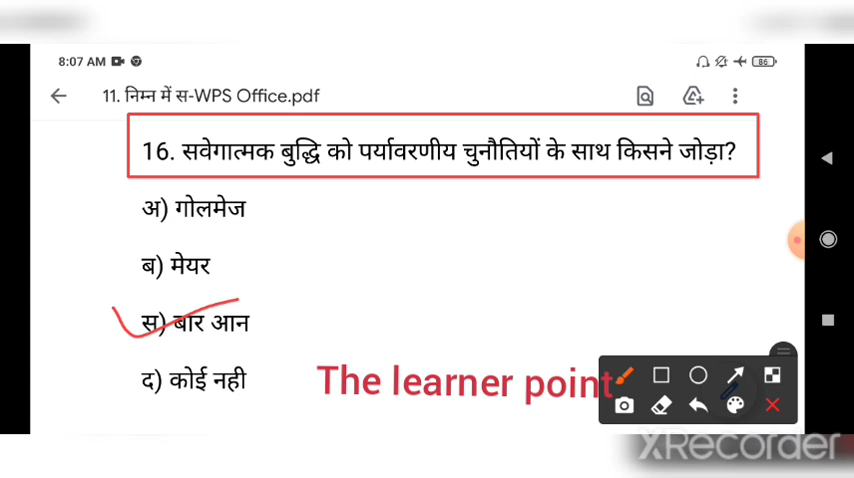 8:07 AM
86
11. निम्न में स-WPS Office.pdf
16. सवेगात्मक बुद्धि को पर्यावरणीय चुनौतियों के साथ किसने जोड़ा?
अ) गोलमेज
ब) मेयर
स) बार आन
द) कोई नही
The learner point
XRecorder